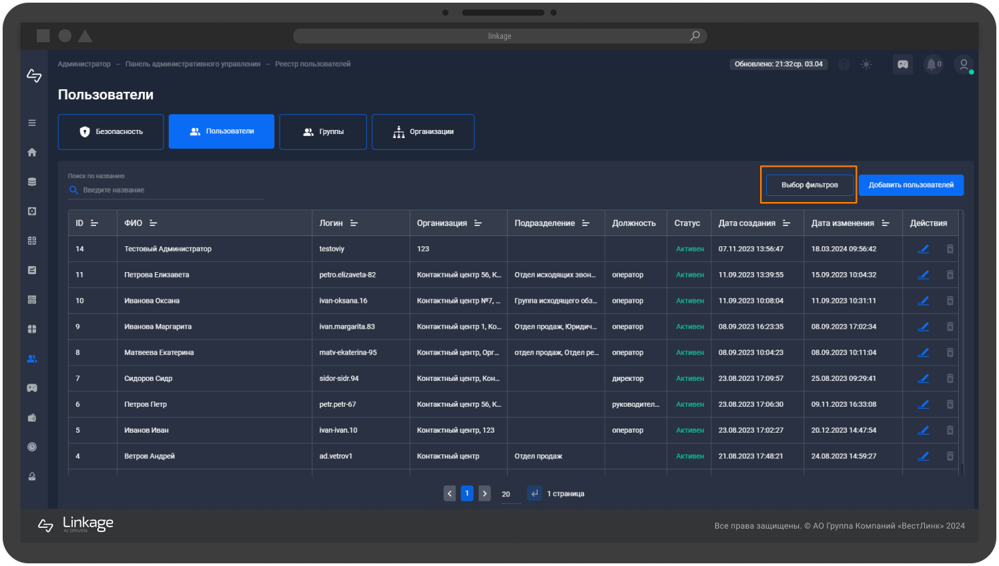 linkage
Администратор – Панель административного управления – Реестр пользователей
Обновлено: 21:32 ср. 03.04
0
Пользователи
Безопасность
Пользователи
Группы
Организации
Поиск по названию
Введите название
Выбор фильтров
Добавить пользователей
ID ФИО Логин Организация Подразделение Должность Статус Дата создания Дата изменения Действия
14 Тестовый Администратор testoviy 123 Активен 07.11.2023 13:56:47 18.03.2024 09:56:42
11 Петрова Елизавета petro.elizaveta-82 Контактный центр 56, К... Отдел исходящих звон... оператор Активен 11.09.2023 13:39:55 15.09.2023 10:04:32
10 Иванова Оксана ivan-oksana.16 Контактный центр №7, ... Группа исходящего обз... оператор Активен 11.09.2023 10:08:04 11.09.2023 10:31:11
9 Иванова Маргарита ivan.margarita.83 Контактный центр 1, Ко... Отдел продаж, Юридич... оператор Активен 08.09.2023 16:23:35 08.09.2023 17:02:34
8 Матвеева Екатерина matv-ekaterina-95 Контактный центр, Орг... отдел продаж, Отдел ре... оператор Активен 08.09.2023 10:04:23 08.09.2023 10:11:04
7 Сидоров Сидр sidor-sidr.94 Контактный центр, Кон... директор Активен 23.08.2023 17:09:57 25.08.2023 09:29:41
6 Петров Петр petr.petr-67 Контактный центр 56, К... руководител... Активен 23.08.2023 17:06:30 09.11.2023 16:33:08
5 Иванов Иван ivan-ivan.10 Контактный центр, 123 оператор Активен 23.08.2023 17:02:27 20.12.2023 14:47:54
4 Ветров Андрей ad.vetrov1 Контактный центр Отдел продаж Активен 21.08.2023 17:48:21 24.08.2023 14:59:27
1 20 1 страница
Linkage
AI DRIVEN
Все права защищены. © АО Группа Компаний «ВестЛинк» 2024